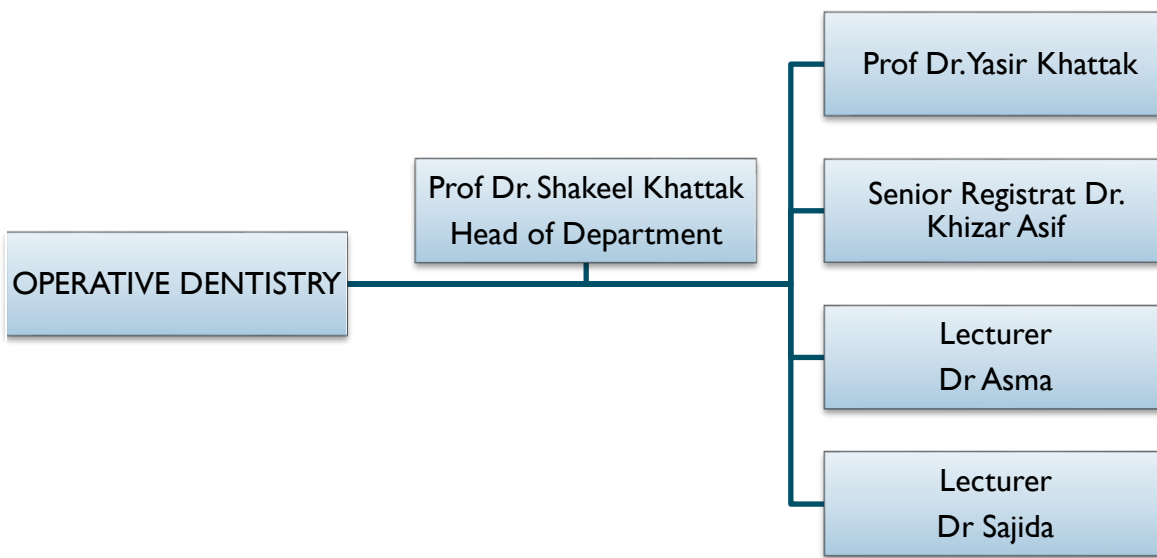 OPERATIVE DENTISTRY
Prof Dr. Shakeel Khattak
Head of Department
Prof Dr. Yasir Khattak
Senior Registrat Dr.
Khizar Asif
Lecturer
Dr Asma
Lecturer
Dr Sajida